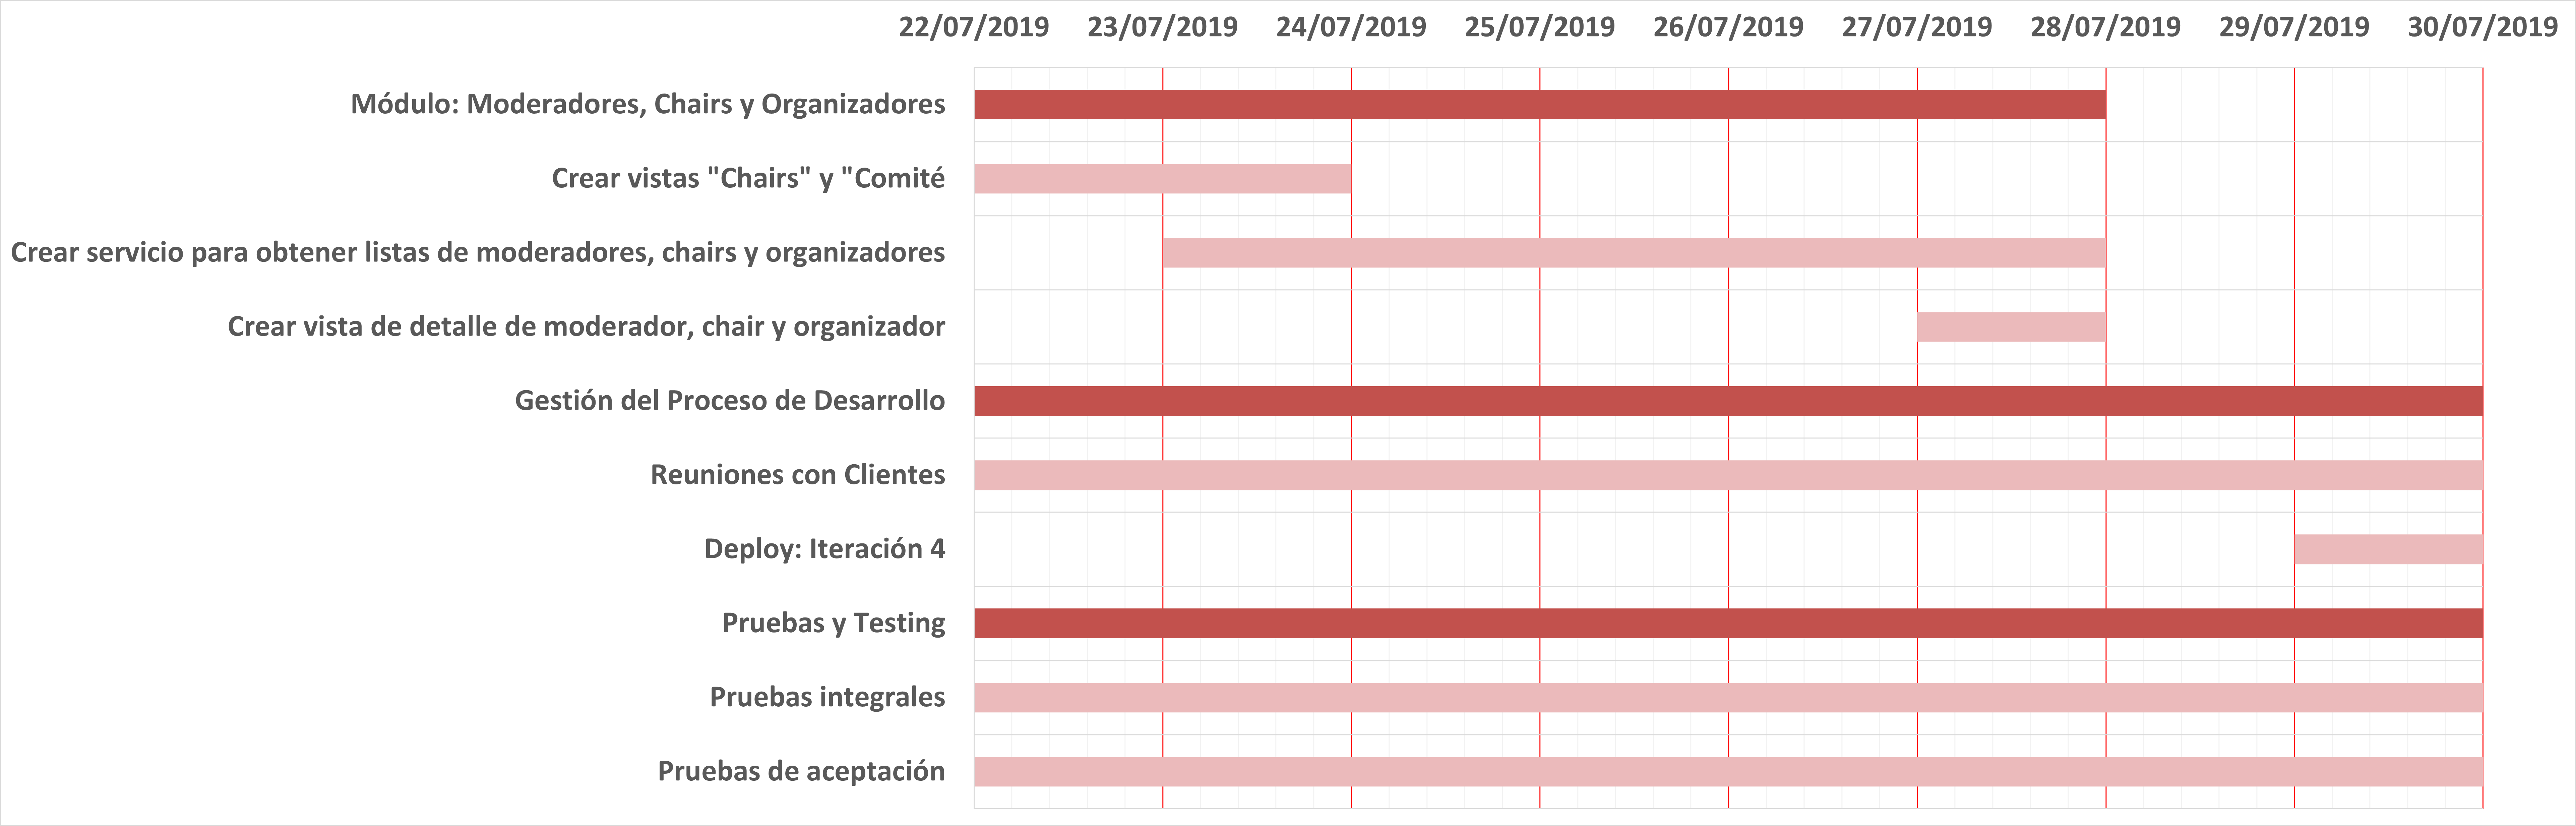 22/07/2019 23/07/2019 24/07/2019 25/07/2019 26/07/2019 27/07/2019 28/07/2019 29/07/2019 30/07/2019
Módulo: Moderadores, Chairs y Organizadores
Crear vistas "Chairs" y "Comité
Crear servicio para obtener listas de moderadores, chairs y organizadores
Crear vista de detalle de moderador, chair y organizador
Gestión del Proceso de Desarrollo
Reuniones con Clientes
Deploy: Iteración 4
Pruebas y Testing
Pruebas integrales
Pruebas de aceptación